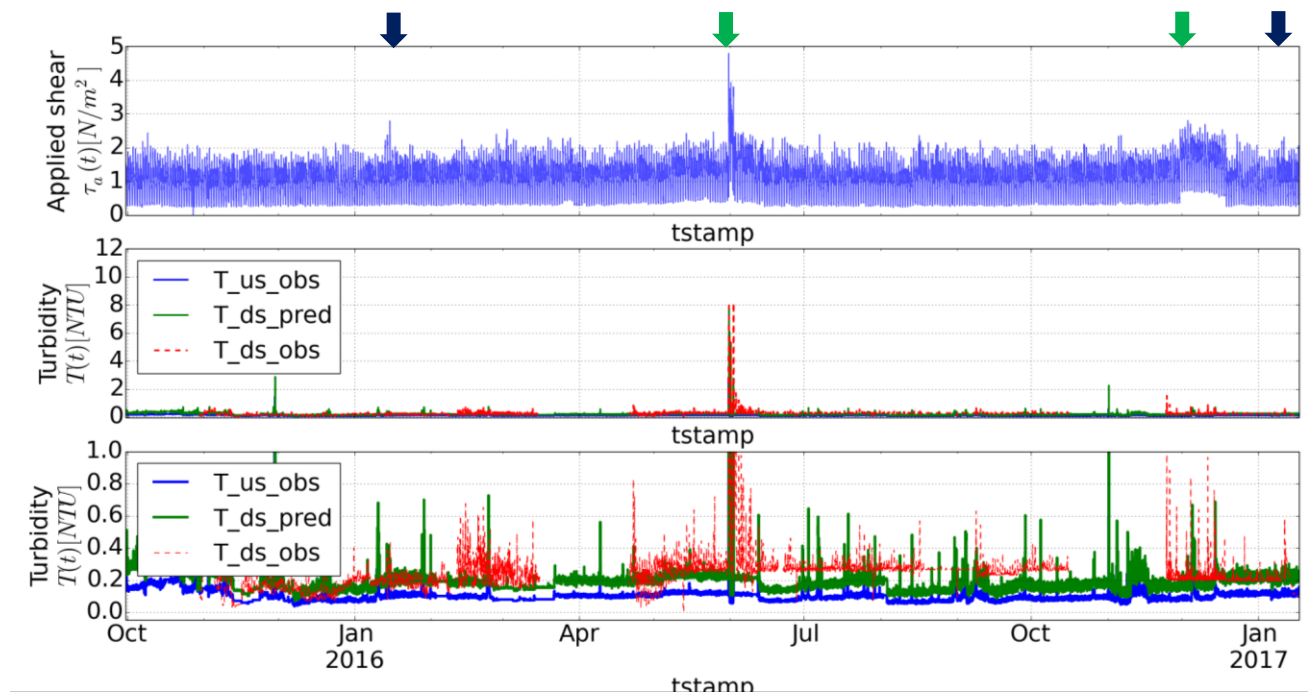 Applied shear
τₐ(t)[N/m² ]
5
4
3
2
1
0
tstamp
Turbidity
T(t)[NTU]
12
10
8
6
4
2
0
T_us_obs
T_ds_pred
T_ds_obs
tstamp
Turbidity
T(t)[NTU]
1.0
0.8
0.6
0.4
0.2
0.0
T_us_obs
T_ds_pred
T_ds_obs
Oct
Jan
2016
Apr
Jul
Oct
Jan
2017
tstamp